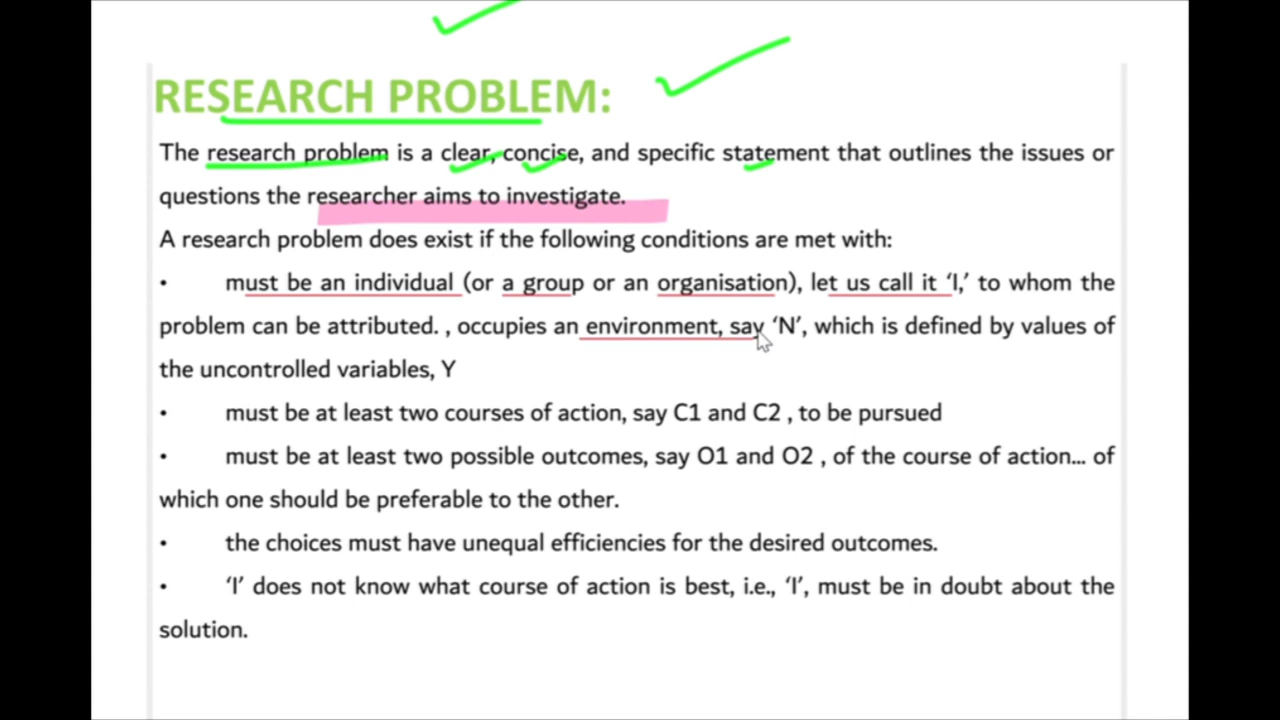 RESEARCH PROBLEM:
The research problem is a clear, concise, and specific statement that outlines the issues or
questions the researcher aims to investigate.
A research problem does exist if the following conditions are met with:
• must be an individual (or a group or an organisation), let us call it ‘I,’ to whom the
problem can be attributed. , occupies an environment, say ‘N’, which is defined by values of
the uncontrolled variables, Y
• must be at least two courses of action, say C1 and C2 , to be pursued
• must be at least two possible outcomes, say O1 and O2 , of the course of action... of
which one should be preferable to the other.
• the choices must have unequal efficiencies for the desired outcomes.
• ‘I’ does not know what course of action is best, i.e., ‘I’, must be in doubt about the
solution.